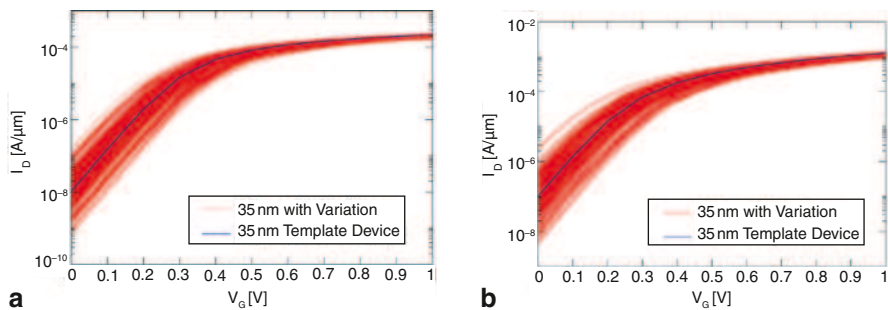 10⁻⁴
10⁻⁶
10⁻⁸
10⁻¹⁰
I_D [A/µm]
35 nm with Variation
35 nm Template Device
0 0.1 0.2 0.3 0.4 0.5 0.6 0.7 0.8 0.9 1
V_G [V]
a
10⁻²
10⁻⁴
10⁻⁶
10⁻⁸
I_D [A/µm]
35 nm with Variation
35 nm Template Device
0 0.1 0.2 0.3 0.4 0.5 0.6 0.7 0.8 0.9 1
V_G [V]
b